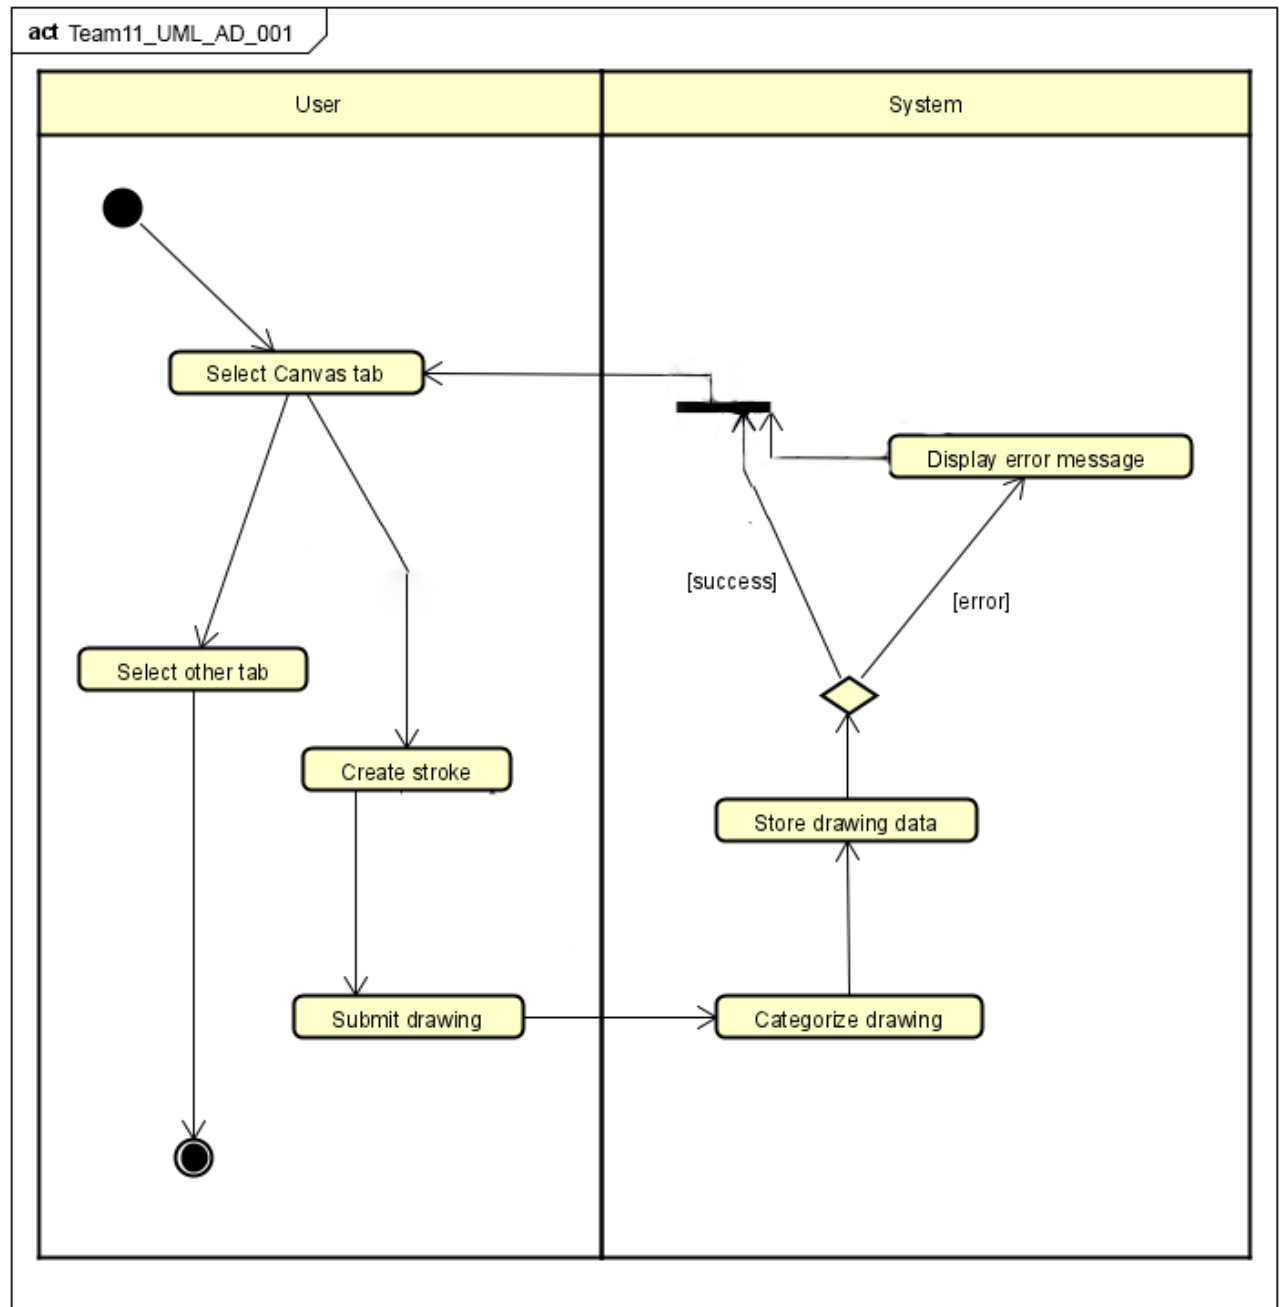 act Team11_UML_AD_001
User
System
Select Canvas tab
Display error message
[success]
[error]
Select other tab
Create stroke
Store drawing data
Submit drawing
Categorize drawing